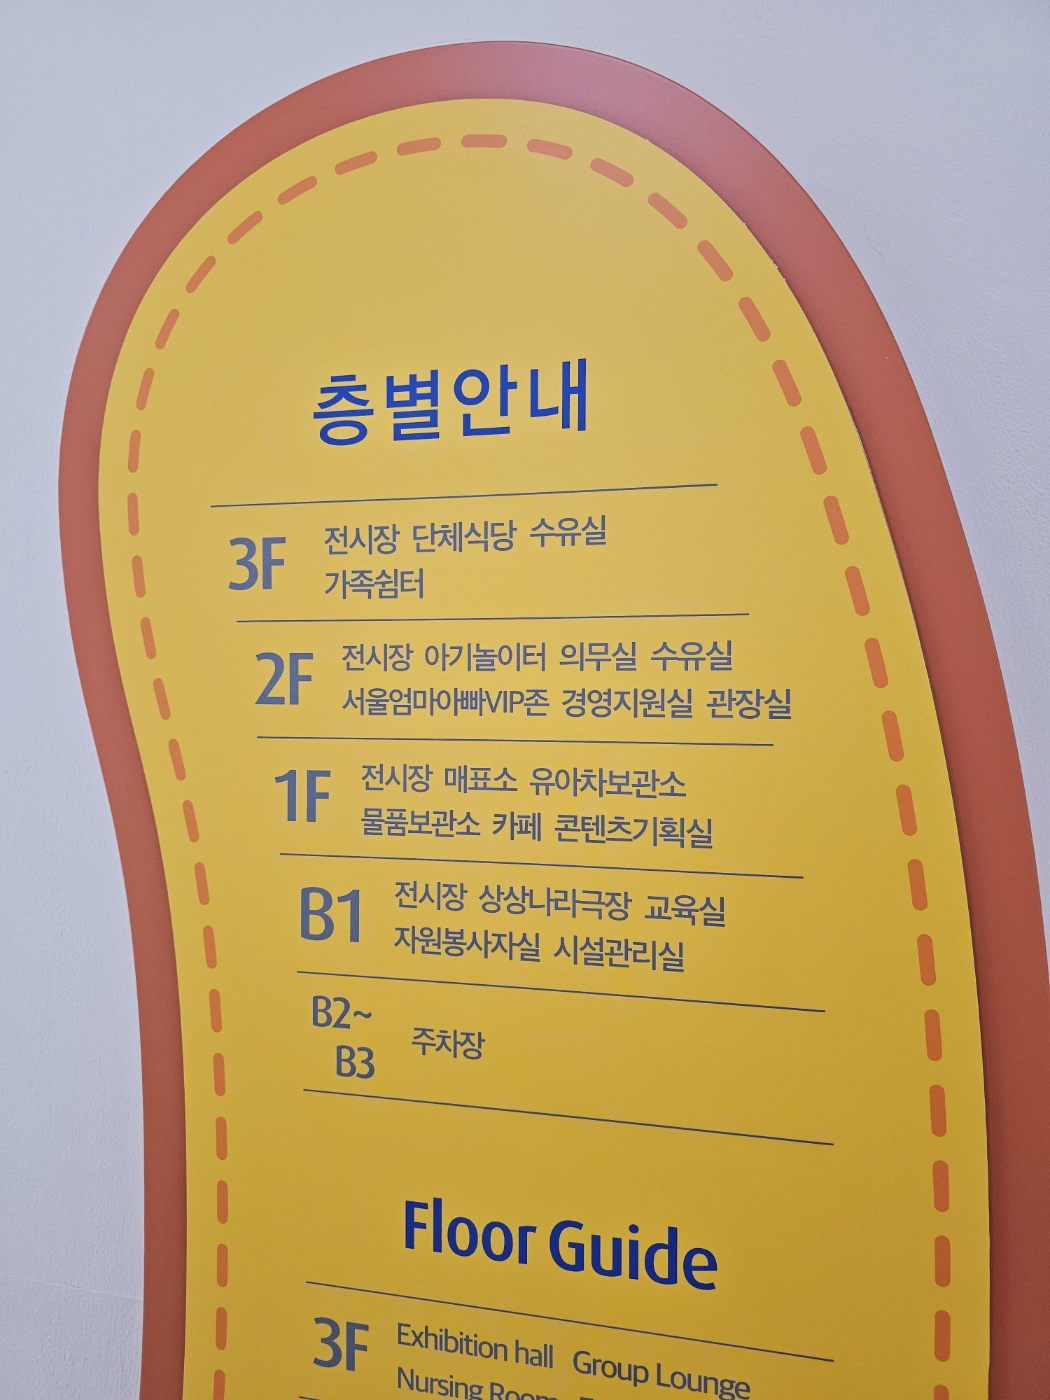 층별안내
3F 전시장 단체식당 수유실
가족쉼터
2F 전시장 아기놀이터 의무실 수유실
서울엄마아빠VIP존 경영지원실 관장실
1F 전시장 매표소 유아차보관소
물품보관소 카페 콘텐츠기획실
B1 전시장 상상나라극장 교육실
자원봉사자실 시설관리실
B2~
B3 주차장
Floor Guide
3F Exhibition hall Group Lounge
Nursing Room